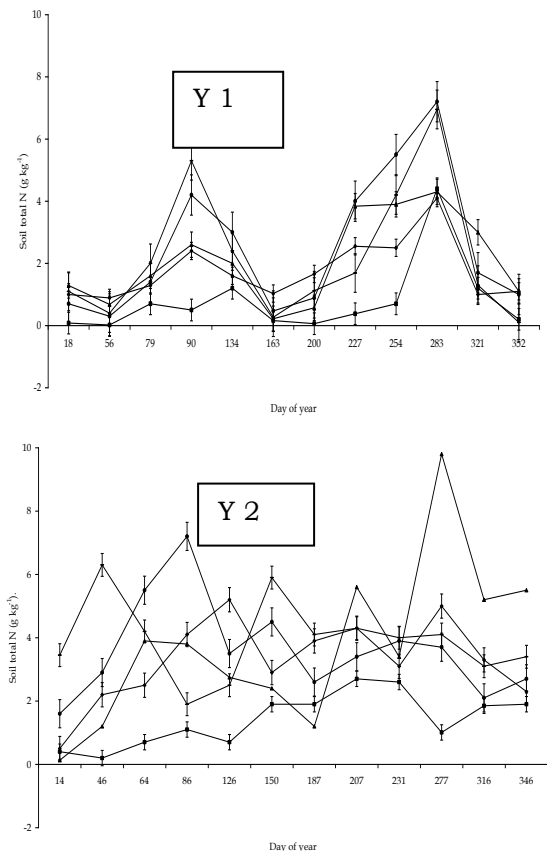 10
8
Y 1
6
Soil total N (g kg-1)
4
2
0
18 56 79 90 134 163 200 227 254 283 321 352
-2
Day of year
10
Y 2
8
6
Soil total N (g kg-1).
4
2
0
14 46 64 86 126 150 187 207 231 277 316 346
-2
Day of year